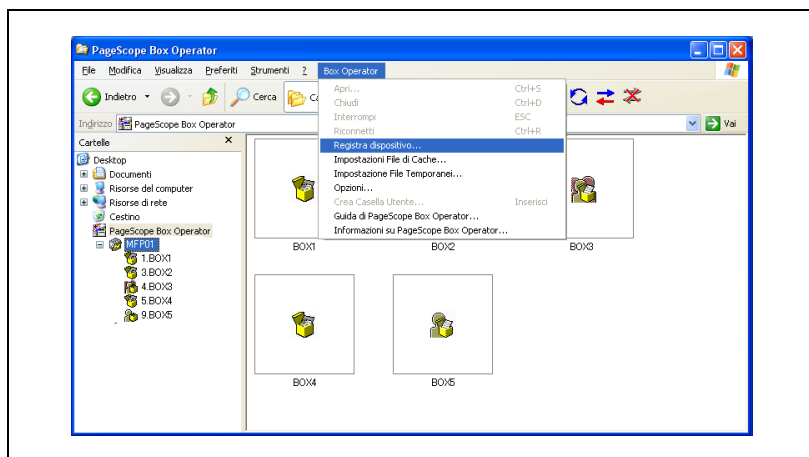 PageScope Box Operator
File Modifica Visualizza Preferiti Strumenti ? Box Operator
Indietro Cerca
Indirizzo PageScope Box Operator Vai
Cartelle
Desktop
Documenti
Risorse del computer
Risorse di rete
Cestino
PageScope Box Operator
MFP01
1.BOX1
3.BOX2
4.BOX3
5.BOX4
9.BOX5
Apri... Ctrl+S
Chiudi Ctrl+D
Interrompi ESC
Riconnetti Ctrl+R
Registra dispositivo...
Impostazioni File di Cache...
Impostazione File Temporanei...
Opzioni...
Crea Casella Utente... Inserisci
Guida di PageScope Box Operator...
Informazioni su PageScope Box Operator...
BOX1 BOX2 BOX3
BOX4 BOX5